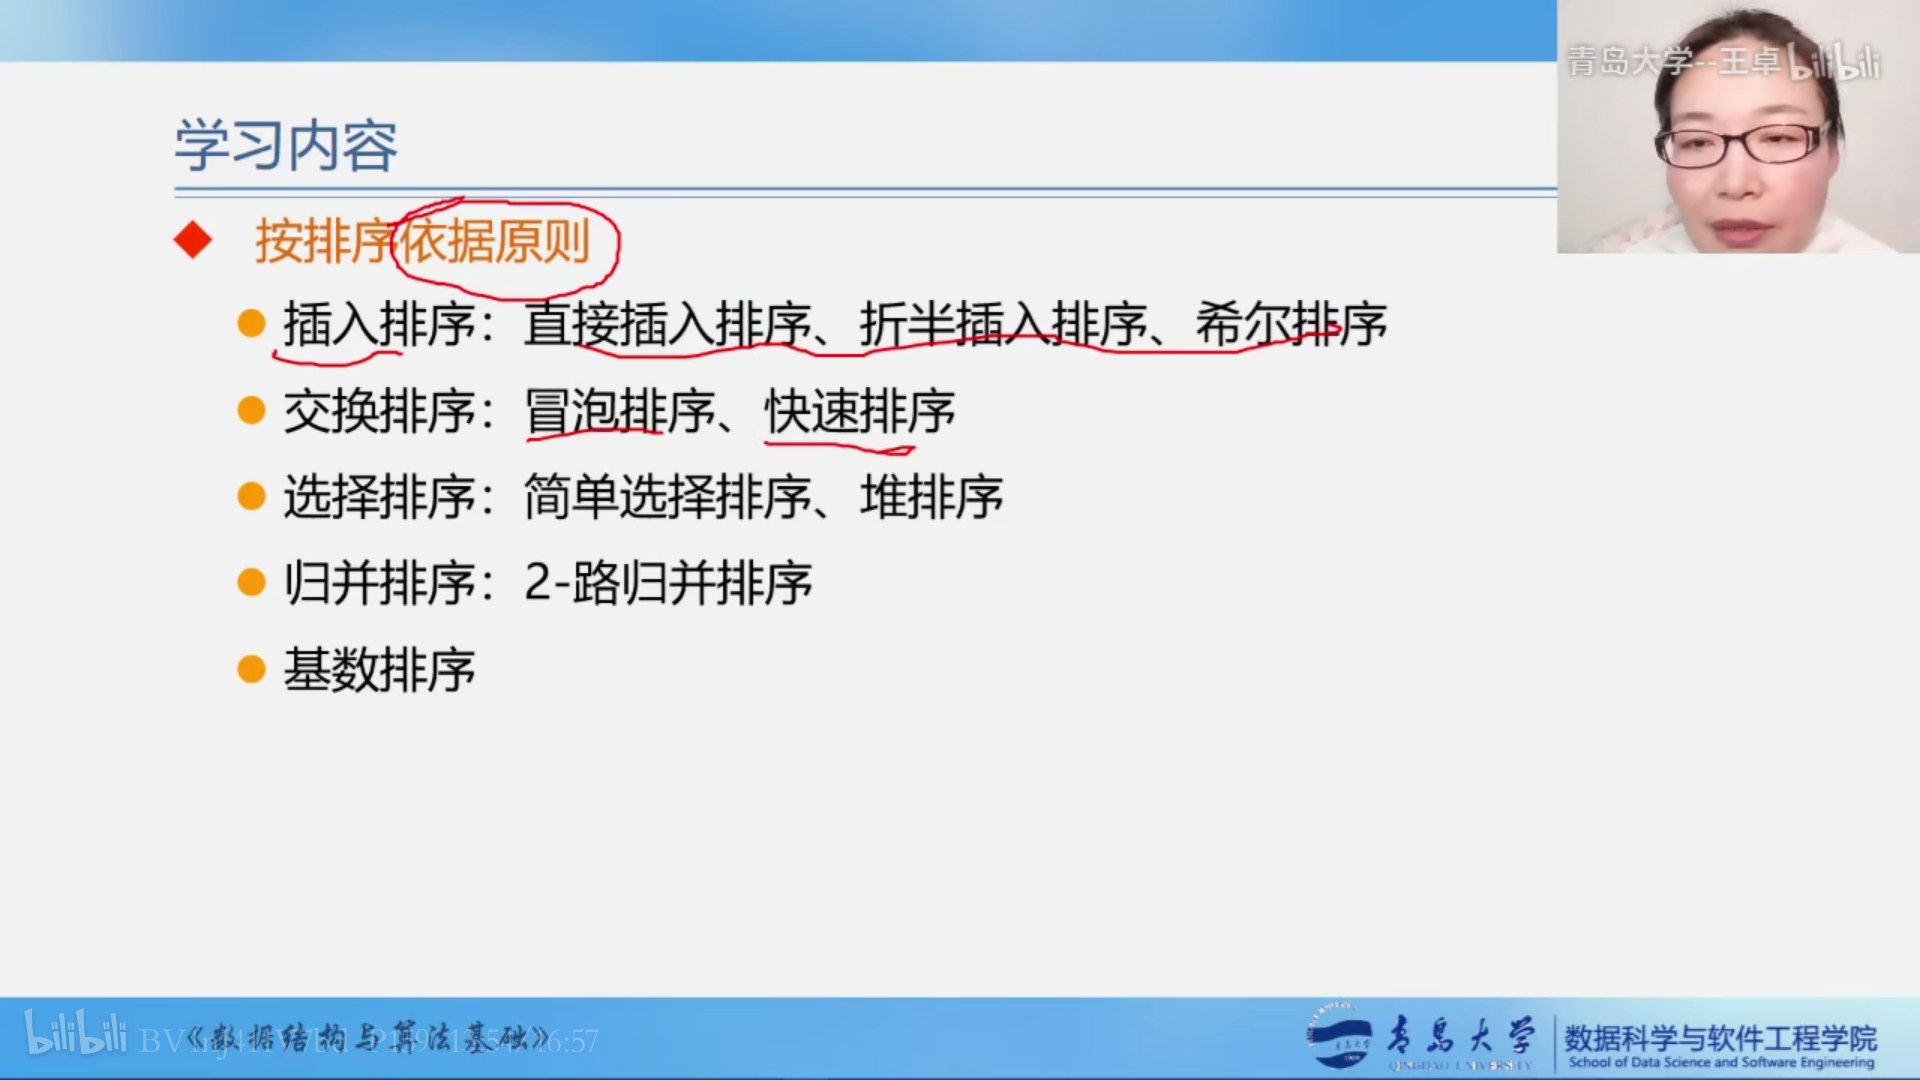 青岛大学--王卓 bilibili
学习内容
按排序依据原则
插入排序：直接插入排序、折半插入排序、希尔排序
交换排序：冒泡排序、快速排序
选择排序：简单选择排序、堆排序
归并排序：2-路归并排序
基数排序
bilibili
《数据结构与算法基础》
青岛大学
QINGDAO UNIVERSITY
数据科学与软件工程学院
School of Data Science and Software Engineering